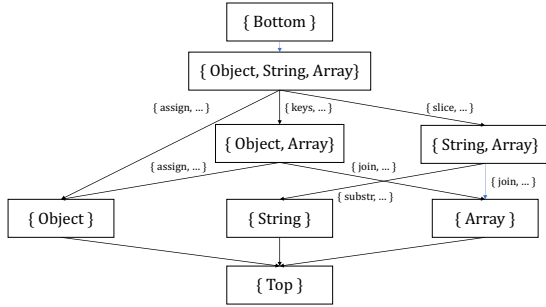 { Bottom }
{ Object, String, Array}
{ assign, ... }
{ keys, ... }
{ slice, ... }
{ Object, Array}
{ String, Array}
{ assign, ... }
{ join, ... }
{ join, ... }
{ substr, ... }
{ Object }
{ String }
{ Array }
{ Top }